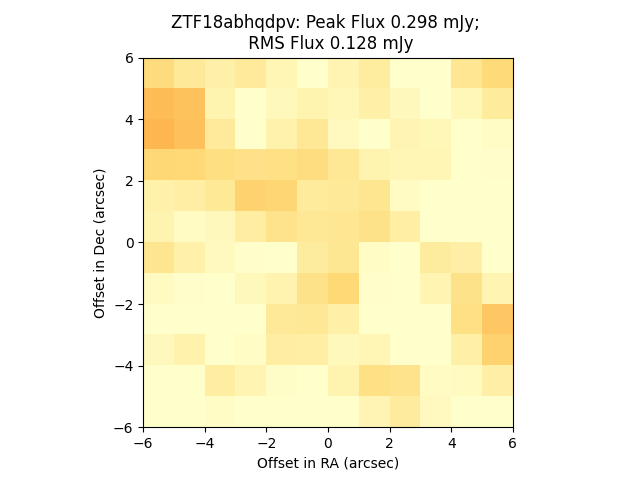 ZTF18abhqdpv: Peak Flux 0.298 mJy;
RMS Flux 0.128 mJy
6
4
2
0
−2
−4
−6
Offset in Dec (arcsec)
−6 −4 −2 0 2 4 6
Offset in RA (arcsec)